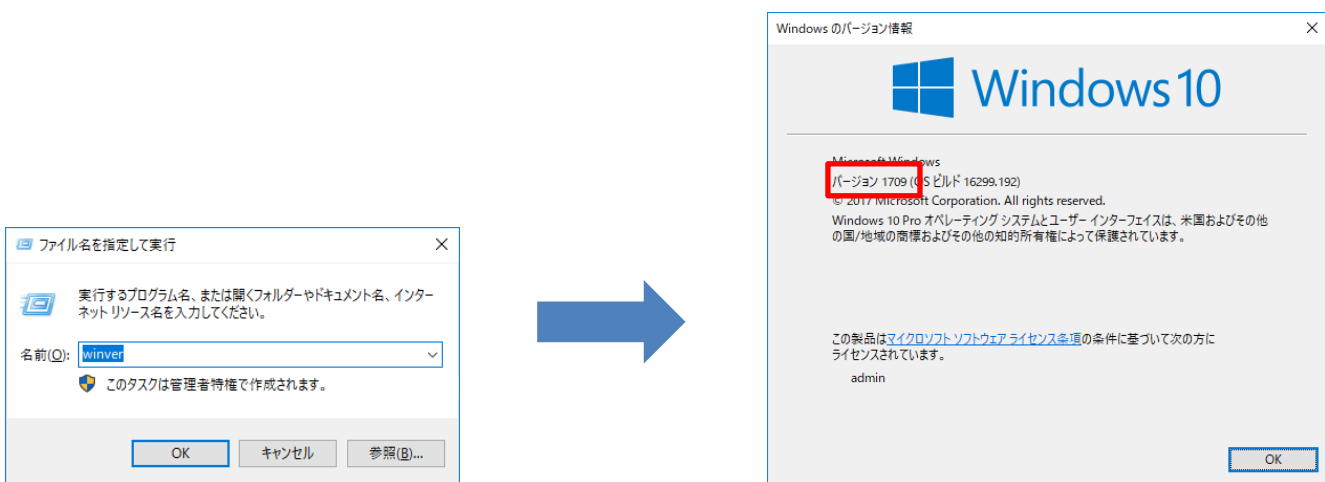 ファイル名を指定して実行
実行するプログラム名、または開くフォルダーやドキュメント名、インター
ネット リソース名を入力してください。
名前(O): winver
このタスクは管理者特権で作成されます。
OK キャンセル 参照(B)...
Windows のバージョン情報
Windows 10
Microsoft Windows
バージョン 1709 (OS ビルド 16299.192)
© 2017 Microsoft Corporation. All rights reserved.
Windows 10 Pro オペレーティング システムとユーザー インターフェイスは、米国およびその他
の国/地域の商標およびその他の知的所有権によって保護されています。
この製品はマイクロソフト ソフトウェア ライセンス条項の条件に基づいて次の方に
ライセンスされています。
admin
OK